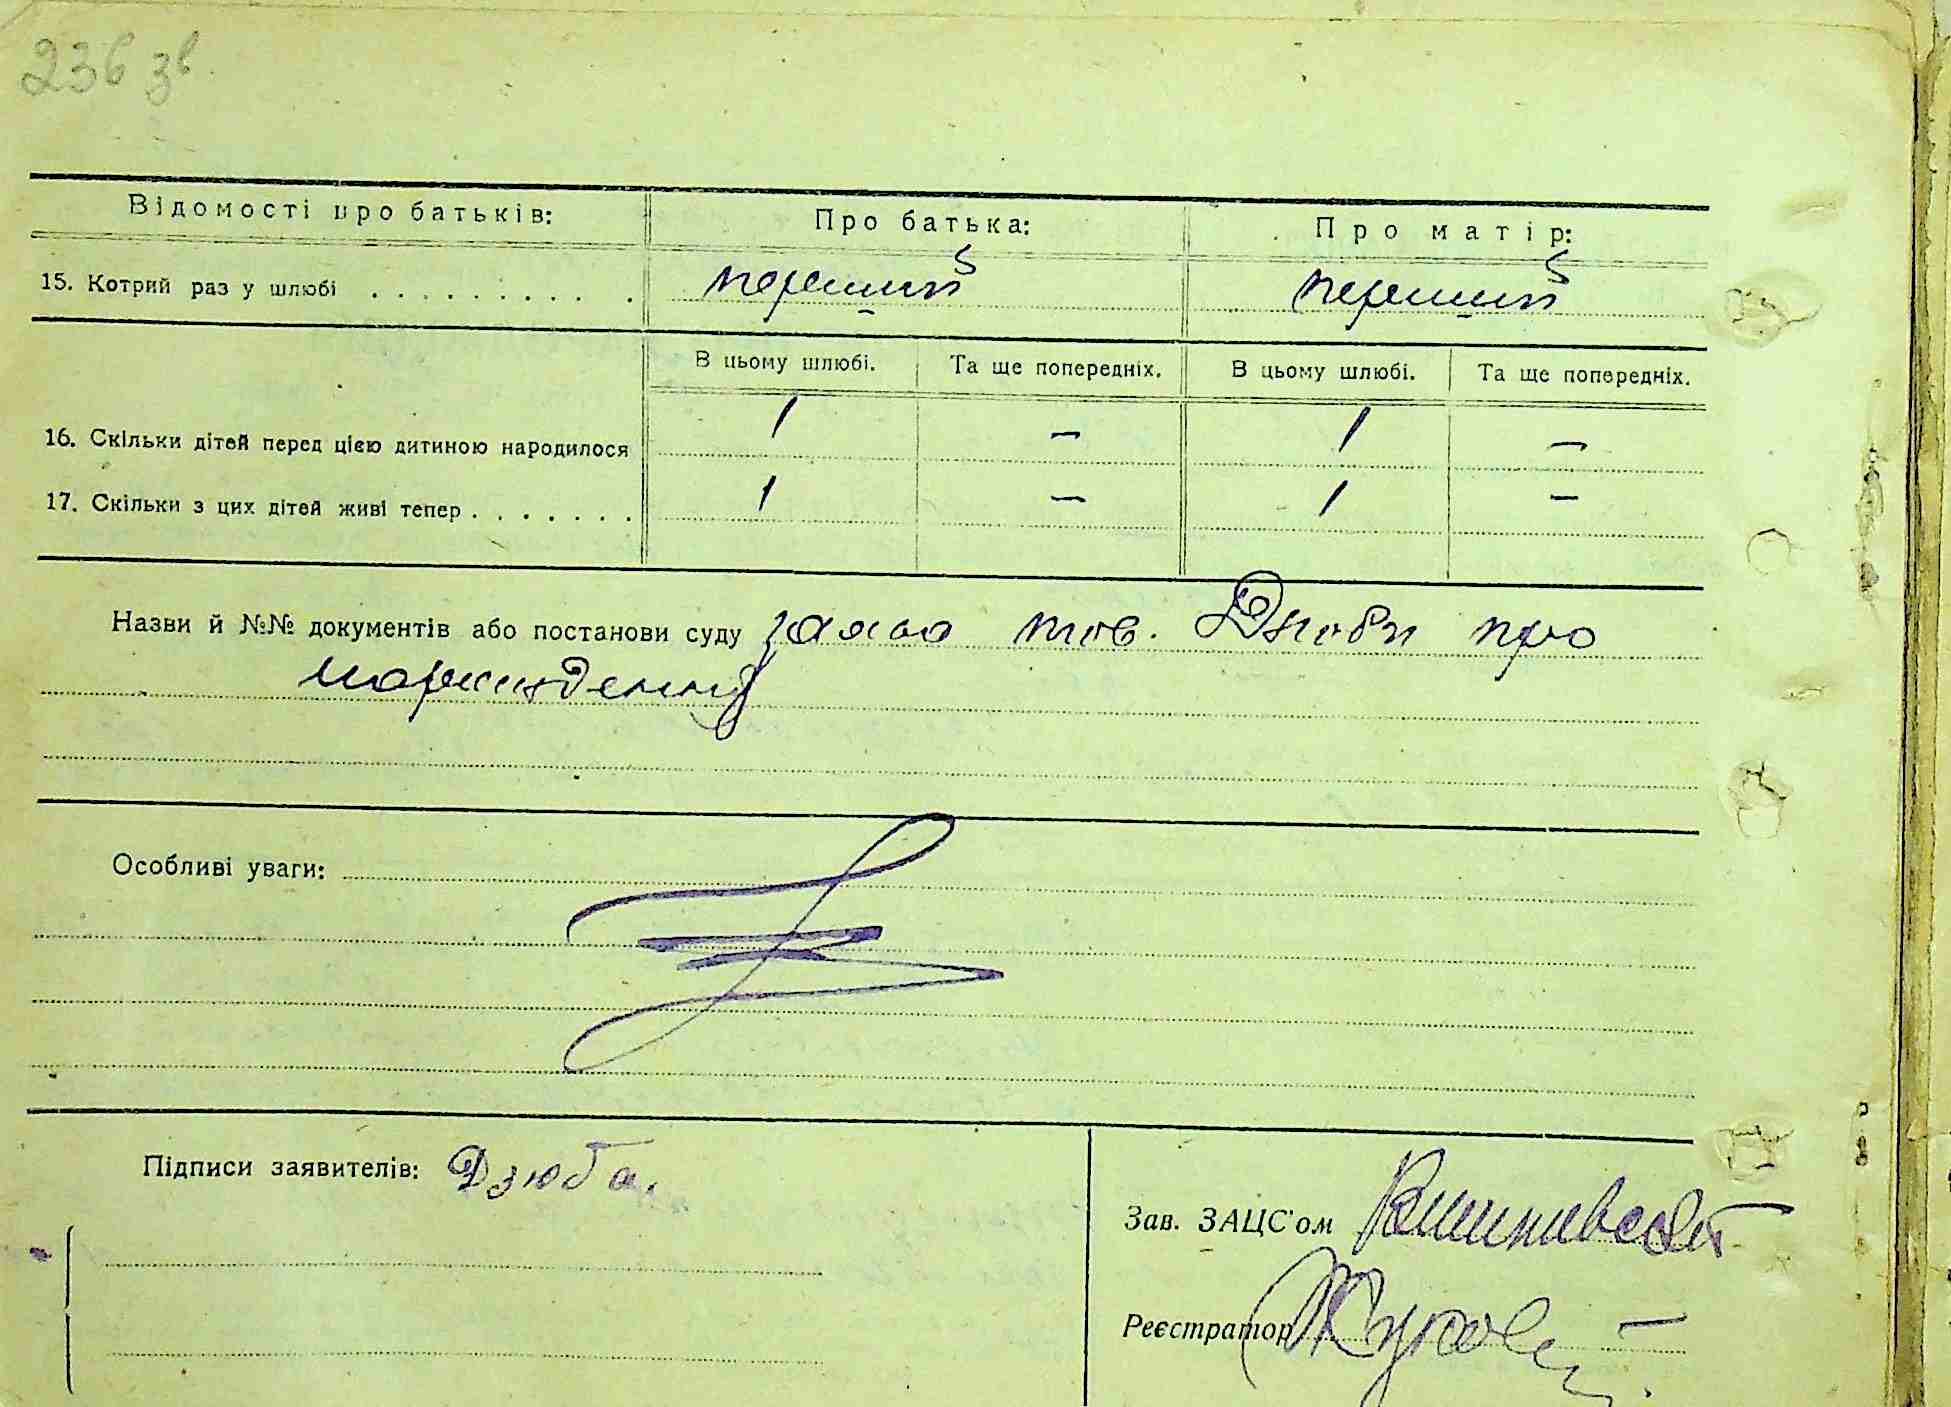 236 зв.
Відомості про батьків: Про батька: Про матір:
15. Котрий раз у шлюбі . . . . . . . . . . перший перший
В цьому шлюбі. Та ще попередніх. В цьому шлюбі. Та ще попередніх.
16. Скільки дітей перед цією дитиною народилося 1 — 1 —
17. Скільки з цих дітей живі тепер . . . . . . . 1 — 1 —
Назви й №№ документів або постанови суду заява тов. Дзюби про
народження
Особливі уваги:
Підписи заявителів: Дзюба.
Зав. ЗАЦС'ом
Реєстратор